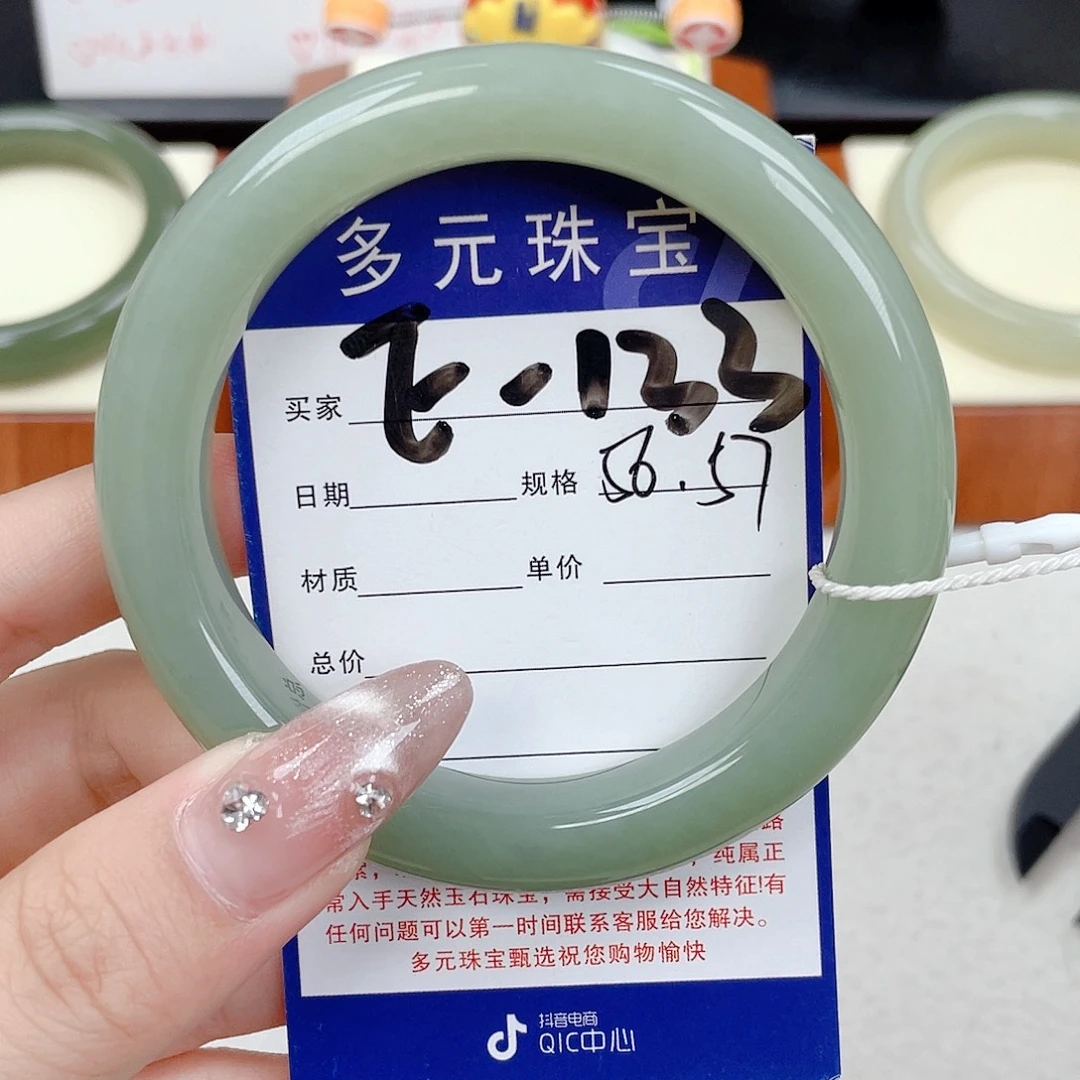 多元珠宝
买家 飞-133
日期 规格 56.57
材质 单价
总价
路
纯属正
常入手天然玉石珠宝，需接受大自然特征!有
任何问题可以第一时间联系客服给您解决。
多元珠宝甄选祝您购物愉快
抖音电商
QIC中心